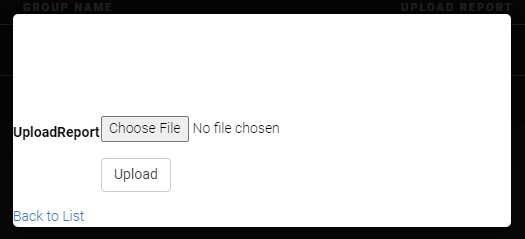 GROUP NAME UPLOAD REPORT
UploadReport Choose File No file chosen
Upload
Back to List